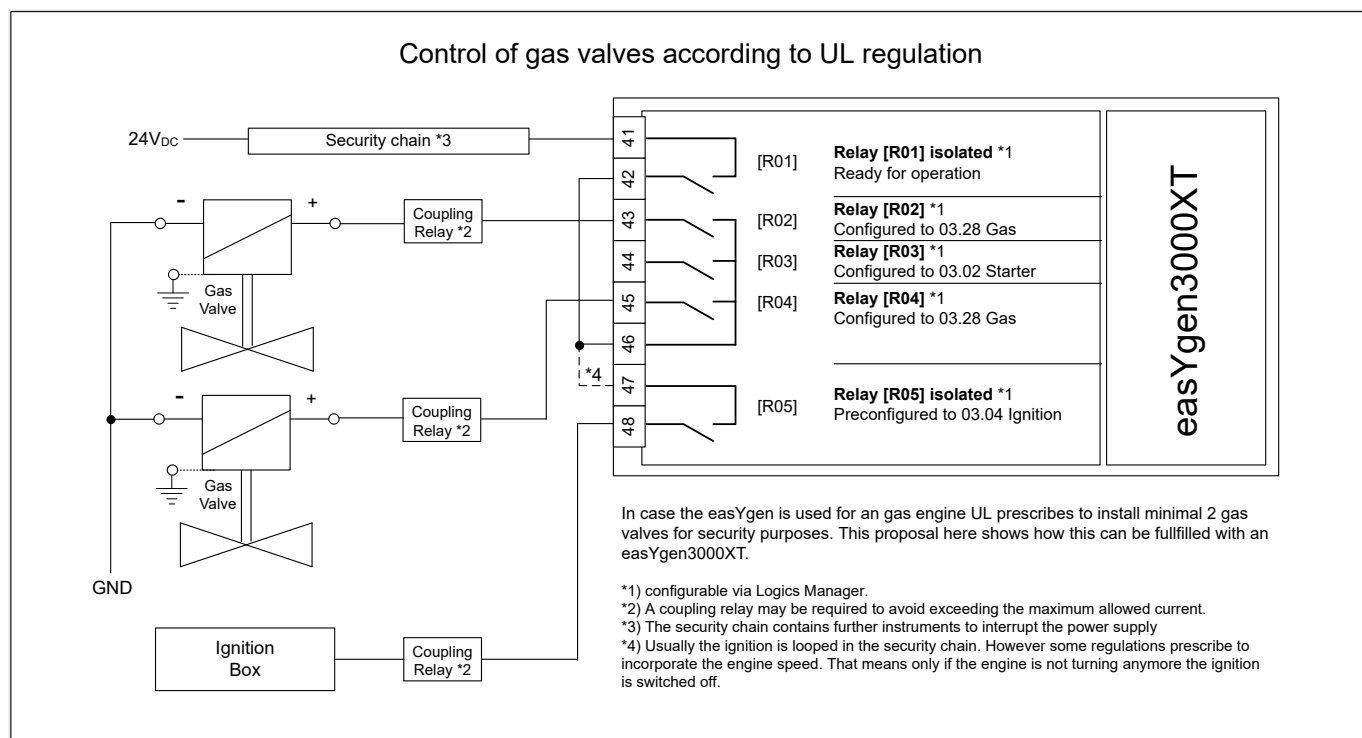 Control of gas valves according to UL regulation
24VDC
Security chain *3
41
42
43
44
45
46
47
48
[R01]
Relay [R01] isolated *1
Ready for operation
[R02]
Relay [R02] *1
Configured to 03.28 Gas
[R03]
Relay [R03] *1
Configured to 03.02 Starter
[R04]
Relay [R04] *1
Configured to 03.28 Gas
[R05]
Relay [R05] isolated *1
Preconfigured to 03.04 Ignition
easYgen3000XT
-
+
Coupling
Relay *2
Gas
Valve
*4
-
+
Coupling
Relay *2
Gas
Valve
GND
Ignition
Box
Coupling
Relay *2
In case the easYgen is used for an gas engine UL prescribes to install minimal 2 gas
valves for security purposes. This proposal here shows how this can be fullfilled with an
easYgen3000XT.
*1) configurable via Logics Manager.
*2) A coupling relay may be required to avoid exceeding the maximum allowed current.
*3) The security chain contains further instruments to interrupt the power supply
*4) Usually the ignition is looped in the security chain. However some regulations prescribe to
incorporate the engine speed. That means only if the engine is not turning anymore the ignition
is switched off.